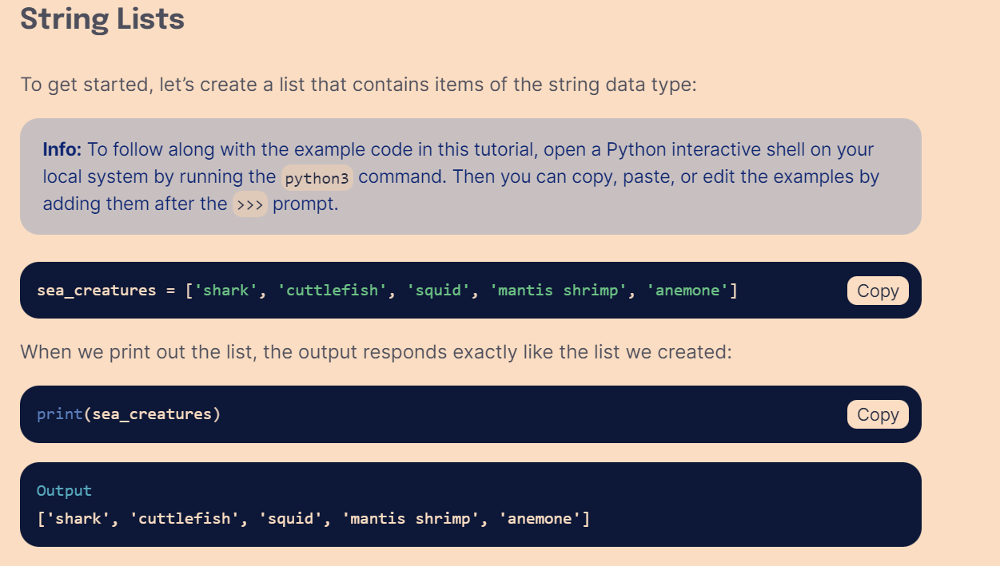 String Lists
To get started, let’s create a list that contains items of the string data type:
Info: To follow along with the example code in this tutorial, open a Python interactive shell on your
local system by running the python3 command. Then you can copy, paste, or edit the examples by
adding them after the >>> prompt.
sea_creatures = ['shark', 'cuttlefish', 'squid', 'mantis shrimp', 'anemone'] Copy
When we print out the list, the output responds exactly like the list we created:
print(sea_creatures) Copy
Output
['shark', 'cuttlefish', 'squid', 'mantis shrimp', 'anemone']